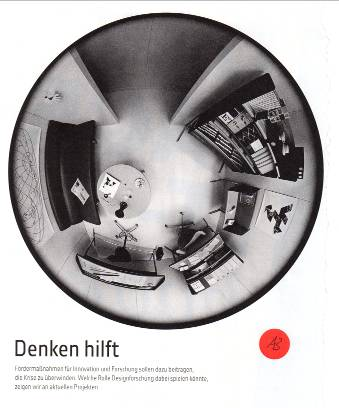 Denken hilft
Fördermaßnahmen für Innovation und Forschung sollen dazu beitragen,
die Krise zu überwinden. Welche Rolle Designforschung dabei spielen könnte,
zeigen wir an aktuellen Projekten